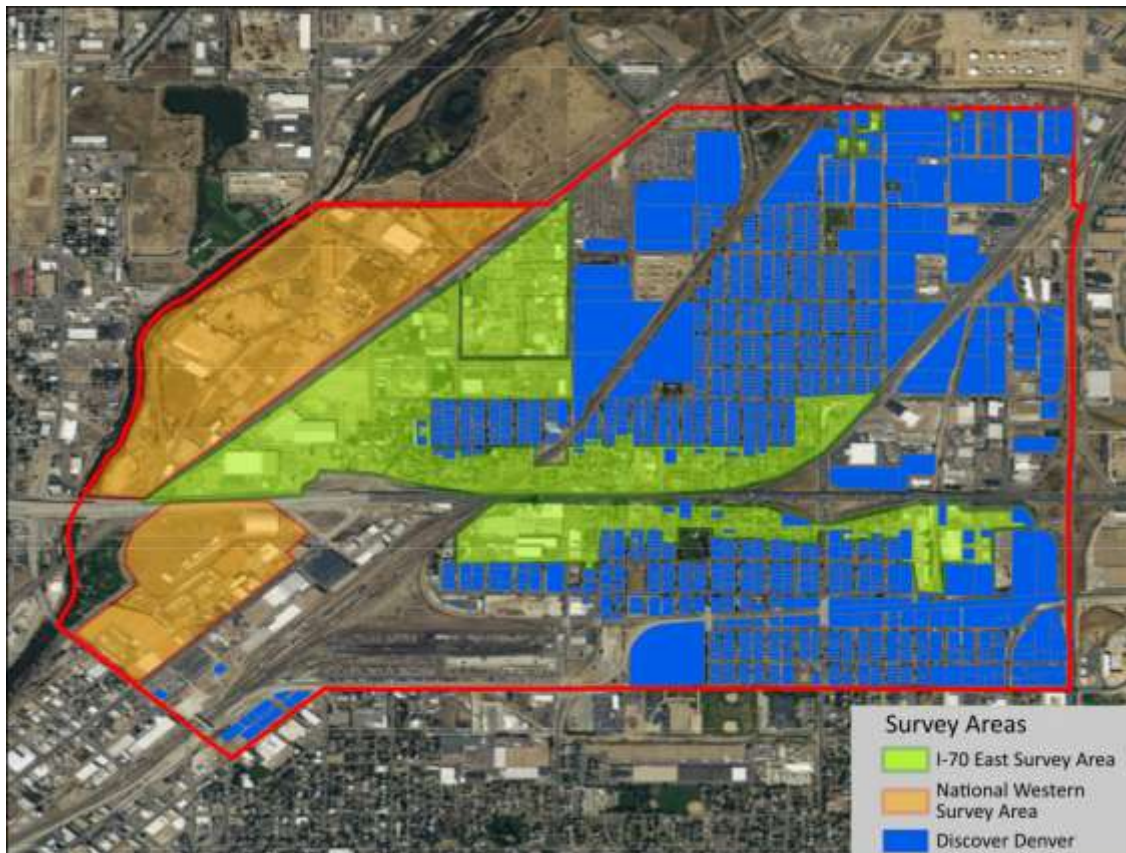 Survey Areas
I-70 East Survey Area
National Western
Survey Area
Discover Denver